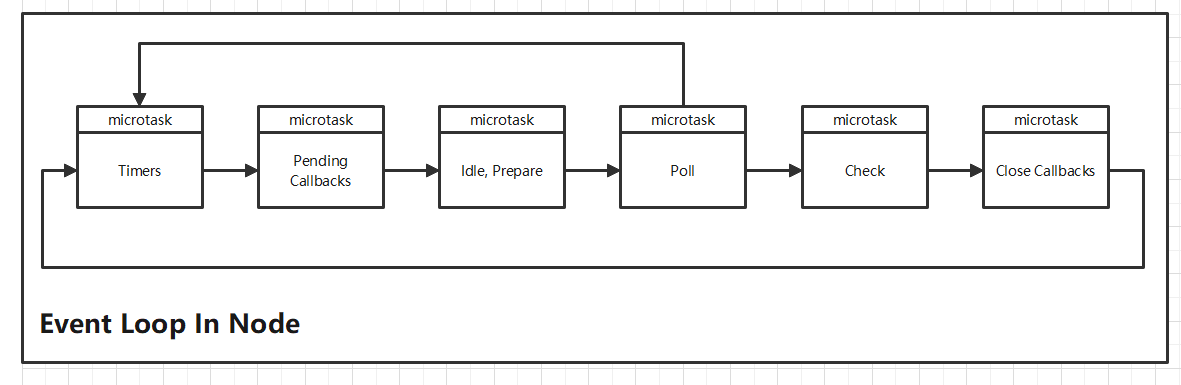 microtask
microtask
microtask
microtask
microtask
microtask
Timers
Pending
Callbacks
Idle, Prepare
Poll
Check
Close Callbacks
Event Loop In Node